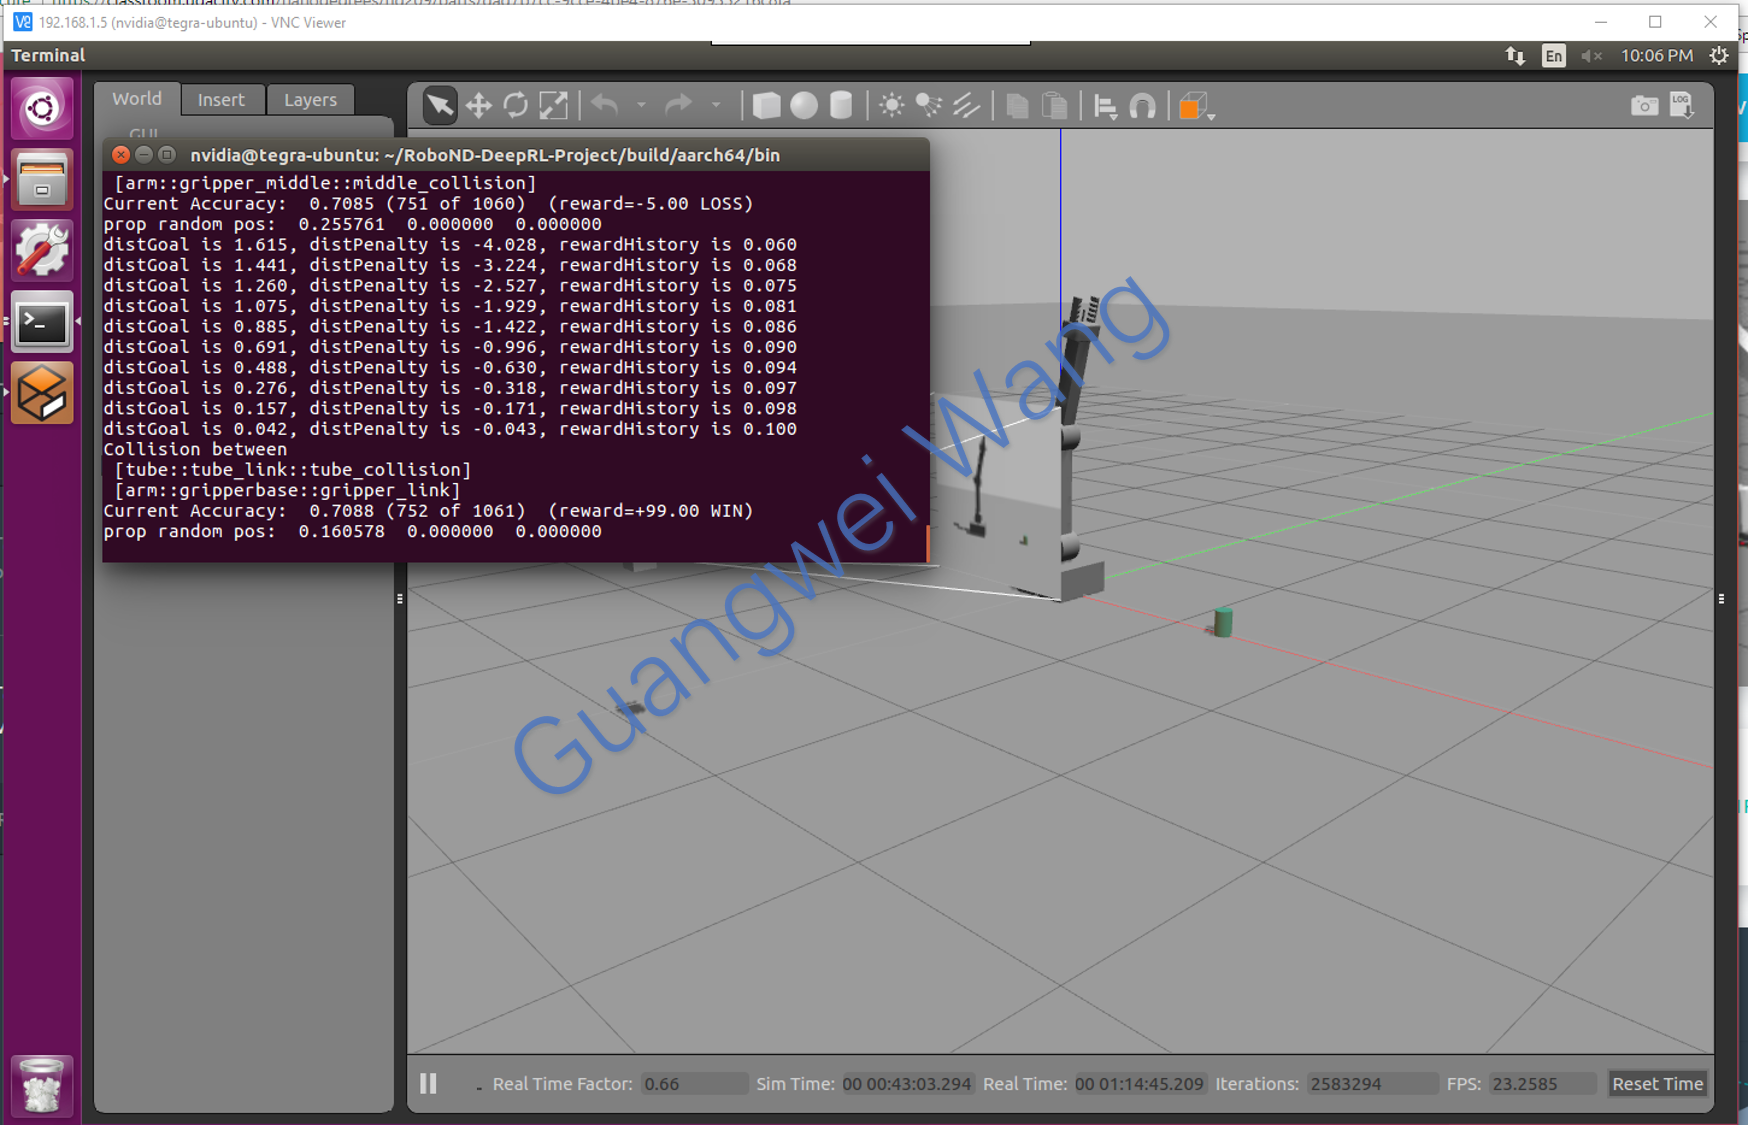 192.168.1.5 (nvidia@tegra-ubuntu) - VNC Viewer
Terminal
En
10:06 PM
World Insert Layers
GUI
LOG
nvidia@tegra-ubuntu: ~/RoboND-DeepRL-Project/build/aarch64/bin
[arm::gripper_middle::middle_collision]
Current Accuracy:  0.7085 (751 of 1060)  (reward=-5.00 LOSS)
prop random pos:  0.255761  0.000000  0.000000
distGoal is 1.615, distPenalty is -4.028, rewardHistory is 0.060
distGoal is 1.441, distPenalty is -3.224, rewardHistory is 0.068
distGoal is 1.260, distPenalty is -2.527, rewardHistory is 0.075
distGoal is 1.075, distPenalty is -1.929, rewardHistory is 0.081
distGoal is 0.885, distPenalty is -1.422, rewardHistory is 0.086
distGoal is 0.691, distPenalty is -0.996, rewardHistory is 0.090
distGoal is 0.488, distPenalty is -0.630, rewardHistory is 0.094
distGoal is 0.276, distPenalty is -0.318, rewardHistory is 0.097
distGoal is 0.157, distPenalty is -0.171, rewardHistory is 0.098
distGoal is 0.042, distPenalty is -0.043, rewardHistory is 0.100
Collision between
[tube::tube_link::tube_collision]
[arm::gripperbase::gripper_link]
Current Accuracy:  0.7088 (752 of 1061)  (reward=+99.00 WIN)
prop random pos:  0.160578  0.000000  0.000000
Guangwei Wang
Real Time Factor: 0.66 Sim Time: 00 00:43:03.294 Real Time: 00 01:14:45.209 Iterations: 2583294 FPS: 23.2585 Reset Time